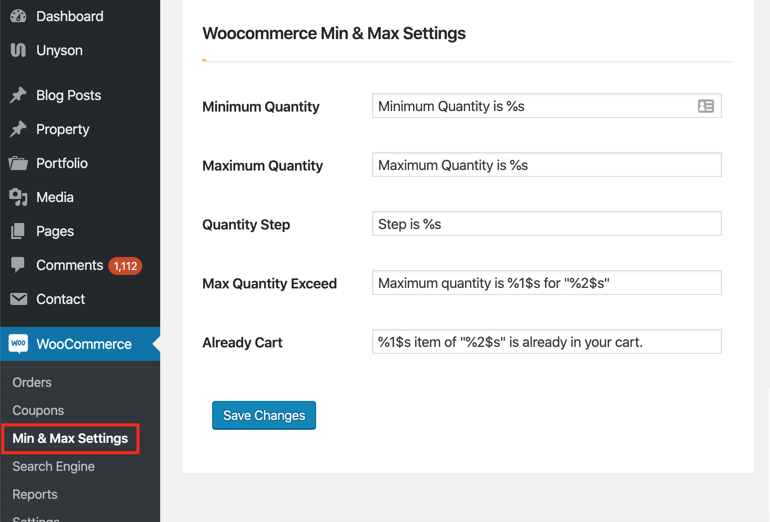 Dashboard
Unyson
Blog Posts
Property
Portfolio
Media
Pages
Comments 1,112
Contact
WOO WooCommerce
Orders
Coupons
Min & Max Settings
Search Engine
Reports
Settings
Woocommerce Min & Max Settings
Minimum Quantity Minimum Quantity is %s
Maximum Quantity Maximum Quantity is %s
Quantity Step Step is %s
Max Quantity Exceed Maximum quantity is %1$s for "%2$s"
Already Cart %1$s item of "%2$s" is already in your cart.
Save Changes